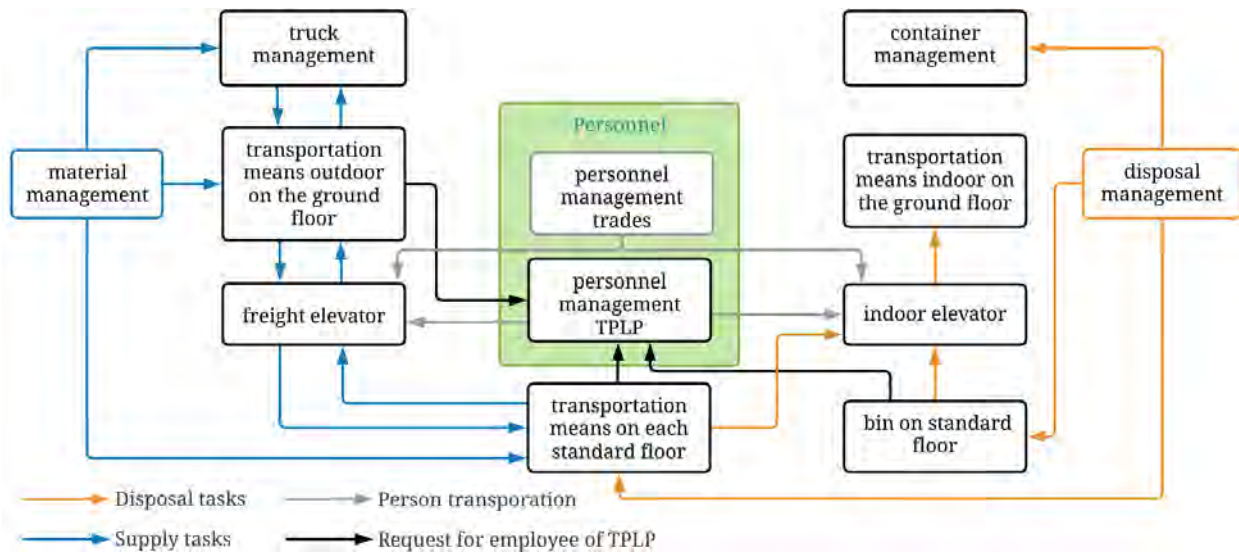 truck
management
container
management
Personnel
material
management
transportation
means outdoor
on the ground
floor
personnel
management
trades
transportation
means indoor on
the ground floor
disposal
management
freight elevator
personnel
management
TPLP
indoor elevator
transportation
means on each
standard floor
bin on standard
floor
Disposal tasks
Person transporation
Supply tasks
Request for employee of TPLP